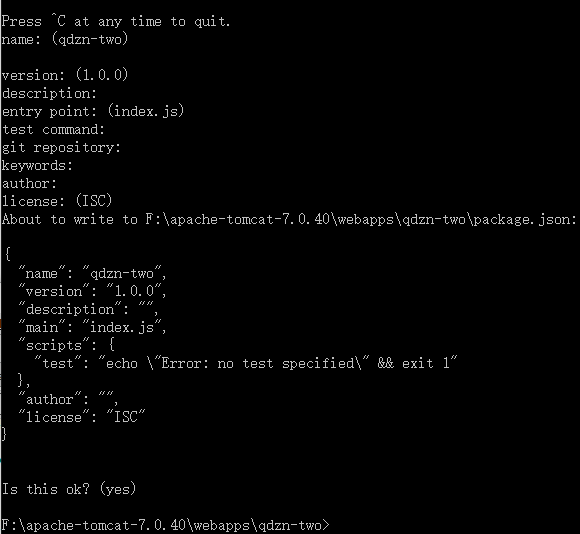 Press ^C at any time to quit.
name: (qdzn-two)
version: (1.0.0)
description:
entry point: (index.js)
test command:
git repository:
keywords:
author:
license: (ISC)
About to write to F:\apache-tomcat-7.0.40\webapps\qdzn-two\package.json:
{
  "name": "qdzn-two",
  "version": "1.0.0",
  "description": "",
  "main": "index.js",
  "scripts": {
    "test": "echo \"Error: no test specified\" && exit 1"
  },
  "author": "",
  "license": "ISC"
}
Is this ok? (yes)
F:\apache-tomcat-7.0.40\webapps\qdzn-two>